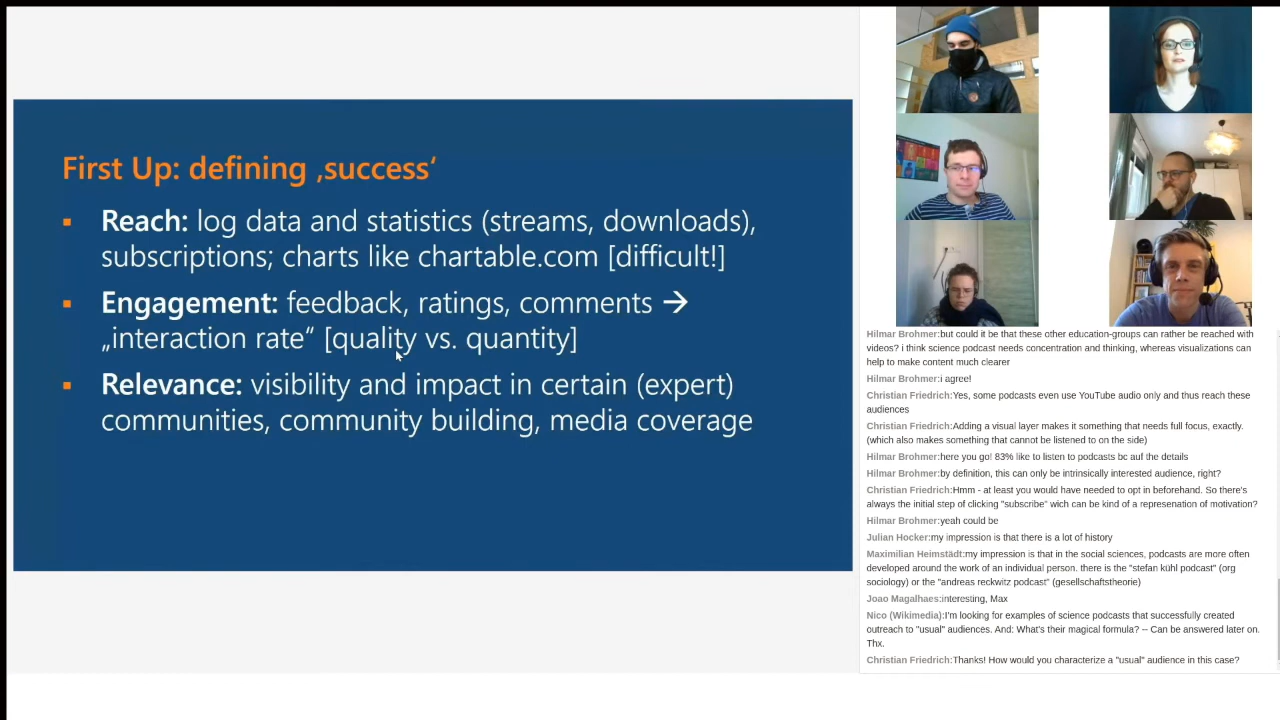 First Up: defining ‚success‘
▪ Reach: log data and statistics (streams, downloads),
subscriptions; charts like chartable.com [difficult!]
▪ Engagement: feedback, ratings, comments →
„interaction rate“ [quality vs. quantity]
▪ Relevance: visibility and impact in certain (expert)
communities, community building, media coverage
Hilmar Brohmer:but could it be that these other education-groups can rather be reached with
videos? i think science podcast needs concentration and thinking, whereas visualizations can
help to make content much clearer
Hilmar Brohmer:i agree!
Christian Friedrich:Yes, some podcasts even use YouTube audio only and thus reach these
audiences
Christian Friedrich:Adding a visual layer makes it something that needs full focus, exactly.
(which also makes something that cannot be listened to on the side)
Hilmar Brohmer:here you go! 83% like to listen to podcasts bc auf the details
Hilmar Brohmer:by definition, this can only be intrinsically interested audience, right?
Christian Friedrich:Hmm - at least you would have needed to opt in beforehand. So there's
always the initial step of clicking "subscribe" wich can be kind of a represenation of motivation?
Hilmar Brohmer:yeah could be
Julian Hocker:my impression is that there is a lot of history
Maximilian Heimstädt:my impression is that in the social sciences, podcasts are more often
developed around the work of an individual person. there is the "stefan kühl podcast" (org
sociology) or the "andreas reckwitz podcast" (gesellschaftstheorie)
Joao Magalhaes:interesting, Max
Nico (Wikimedia):I'm looking for examples of science podcasts that successfully created
outreach to "usual" audiences. And: What's their magical formula? -- Can be answered later on.
Thx.
Christian Friedrich:Thanks! How would you characterize a "usual" audience in this case?